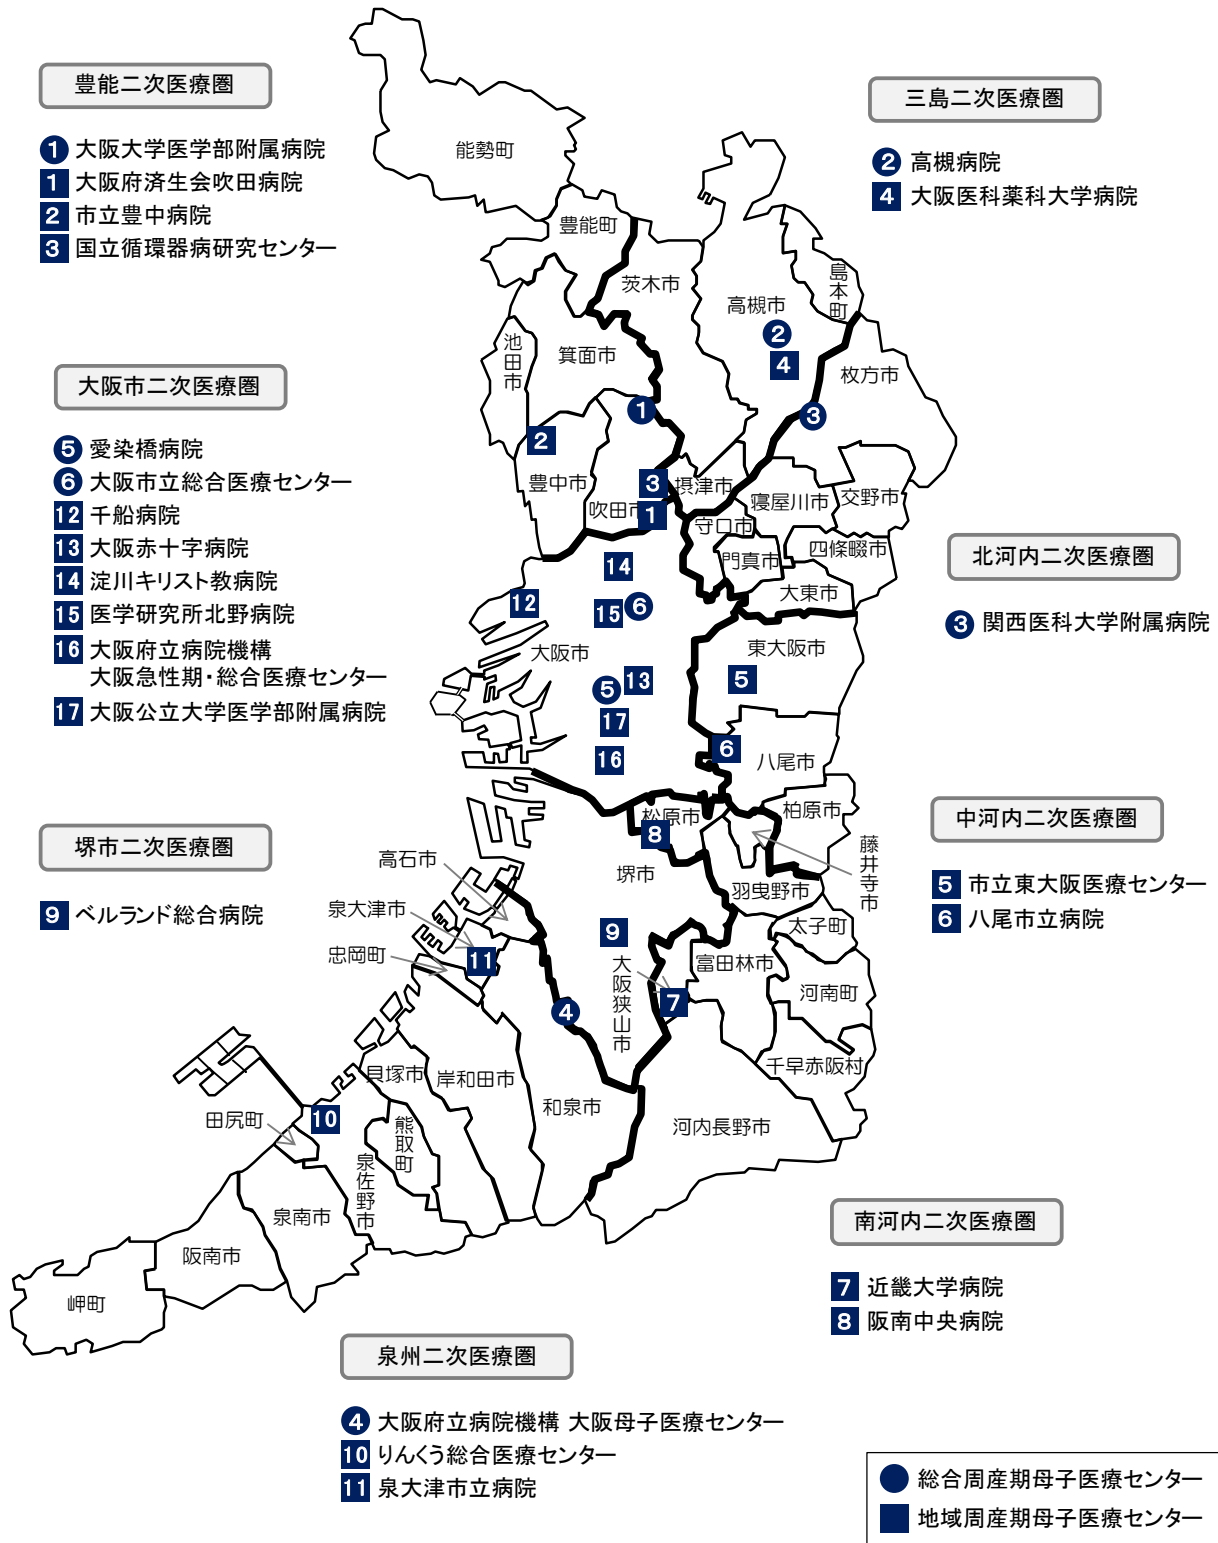 豊能二次医療圏
1 大阪大学医学部附属病院
1 大阪府済生会吹田病院
2 市立豊中病院
3 国立循環器病研究センター
三島二次医療圏
2 高槻病院
4 大阪医科薬科大学病院
大阪市二次医療圏
5 愛染橋病院
6 大阪市立総合医療センター
12 千船病院
13 大阪赤十字病院
14 淀川キリスト教病院
15 医学研究所北野病院
16 大阪府立病院機構
大阪急性期・総合医療センター
17 大阪公立大学医学部附属病院
北河内二次医療圏
3 関西医科大学附属病院
堺市二次医療圏
9 ベルランド総合病院
中河内二次医療圏
5 市立東大阪医療センター
6 八尾市立病院
南河内二次医療圏
7 近畿大学病院
8 阪南中央病院
泉州二次医療圏
4 大阪府立病院機構 大阪母子医療センター
10 りんくう総合医療センター
11 泉大津市立病院
総合周産期母子医療センター
地域周産期母子医療センター
能勢町
豊能町
茨木市
高槻市
島本町
2
4
池田市
箕面市
枚方市
1
3
2
豊中市
3
摂津市
吹田市
1
寝屋川市
交野市
守口市
門真市
四條畷市
大東市
14
12
15
6
大阪市
東大阪市
5
13
5
17
16
6
八尾市
松原市
8
柏原市
藤井寺市
高石市
堺市
羽曳野市
泉大津市
太子町
忠岡町
11
9
大阪狭山市
富田林市
河南町
7
4
千早赤阪村
貝塚市
岸和田市
和泉市
河内長野市
田尻町
10
熊取町
泉佐野市
泉南市
阪南市
岬町